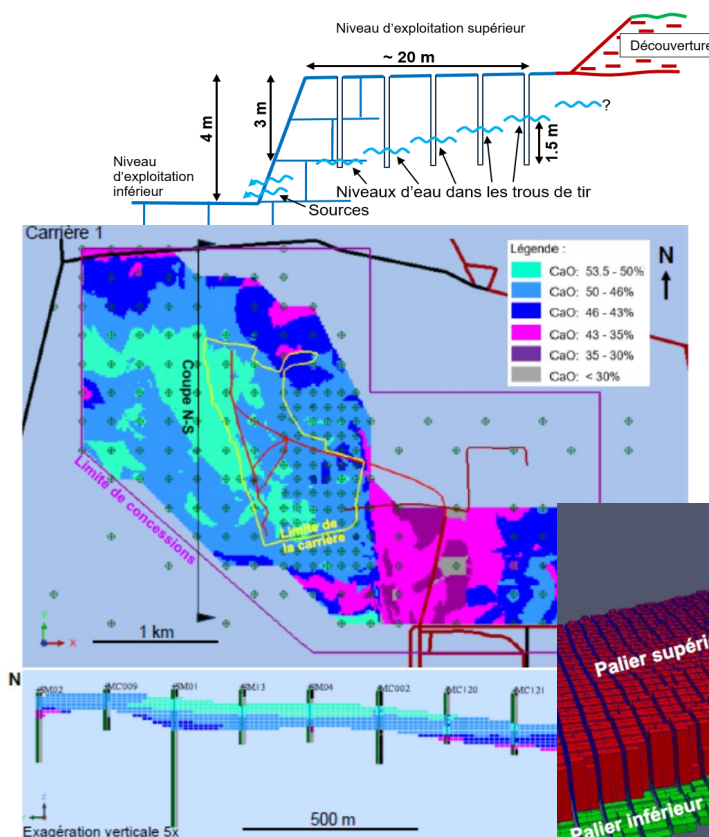 Niveau d'exploitation supérieur
Découverture
~ 20 m
4 m
3 m
?
1.5 m
Niveau
d'exploitation
inférieur
Niveaux d'eau dans les trous de tir
Sources
Carrière 1
Légende :
CaO: 53.5 - 50%
CaO: 50 - 46%
CaO: 46 - 43%
CaO: 43 - 35%
CaO: 35 - 30%
CaO: < 30%
N
Coupe N-S
Limite de
concessions
Limite de
la carrière
Y
X
1 km
N
SM02 MC009 SM01 SM13 SM04 MC002 MC120 MC121
Palier supéri
Palier inférieur
500 m
Exagération verticale 5x